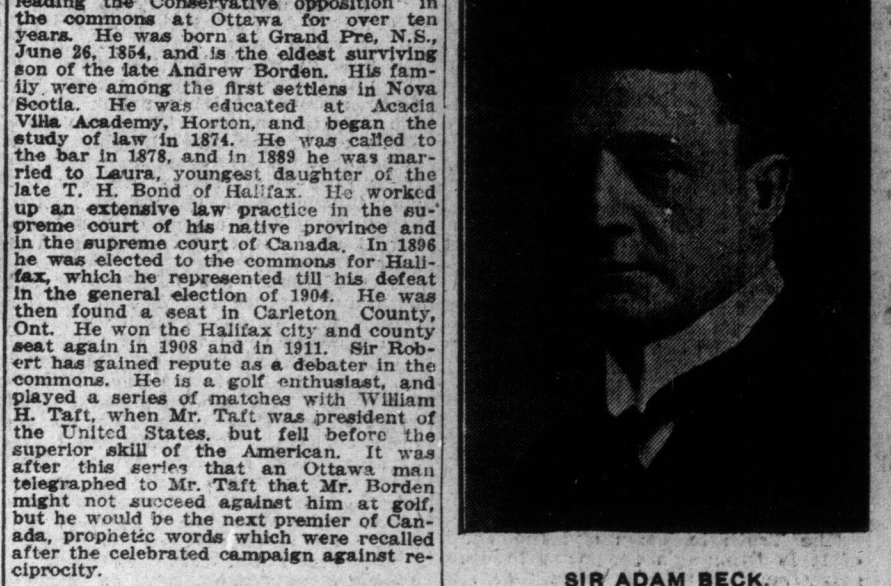 leading the Conservative opposition in
the commons at Ottawa for over ten
years. He was born at Grand Pre, N.S.,
June 26, 1854, and is the eldest surviving
son of the late Andrew Borden. His fam-
ily were among the first settlers in Nova
Scotia. He was educated at Acacia
Villa Academy, Horton, and began the
study of law in 1874. He was called to
the bar in 1878, and in 1889 he was mar-
ried to Laura, youngest daughter of the
late T. H. Bond of Halifax. He worked
up an extensive law practice in the su-
preme court of his native province and
in the supreme court of Canada. In 1896
he was elected to the commons for Hali-
fax, which he represented till his defeat
in the general election of 1904. He was
then found a seat in Carleton County,
Ont. He won the Halifax city and county
seat again in 1908 and in 1911. Sir Rob-
ert has gained repute as a debater in the
commons. He is a golf enthusiast, and
played a series of matches with William
H. Taft, when Mr. Taft was president of
the United States, but fell before the
superior skill of the American. It was
after this series that an Ottawa man
telegraphed to Mr. Taft that Mr. Borden
might not succeed against him at golf,
but he would be the next premier of Can-
ada, prophetic words which were recalled
after the celebrated campaign against re-
ciprocity.
SIR ADAM BECK.